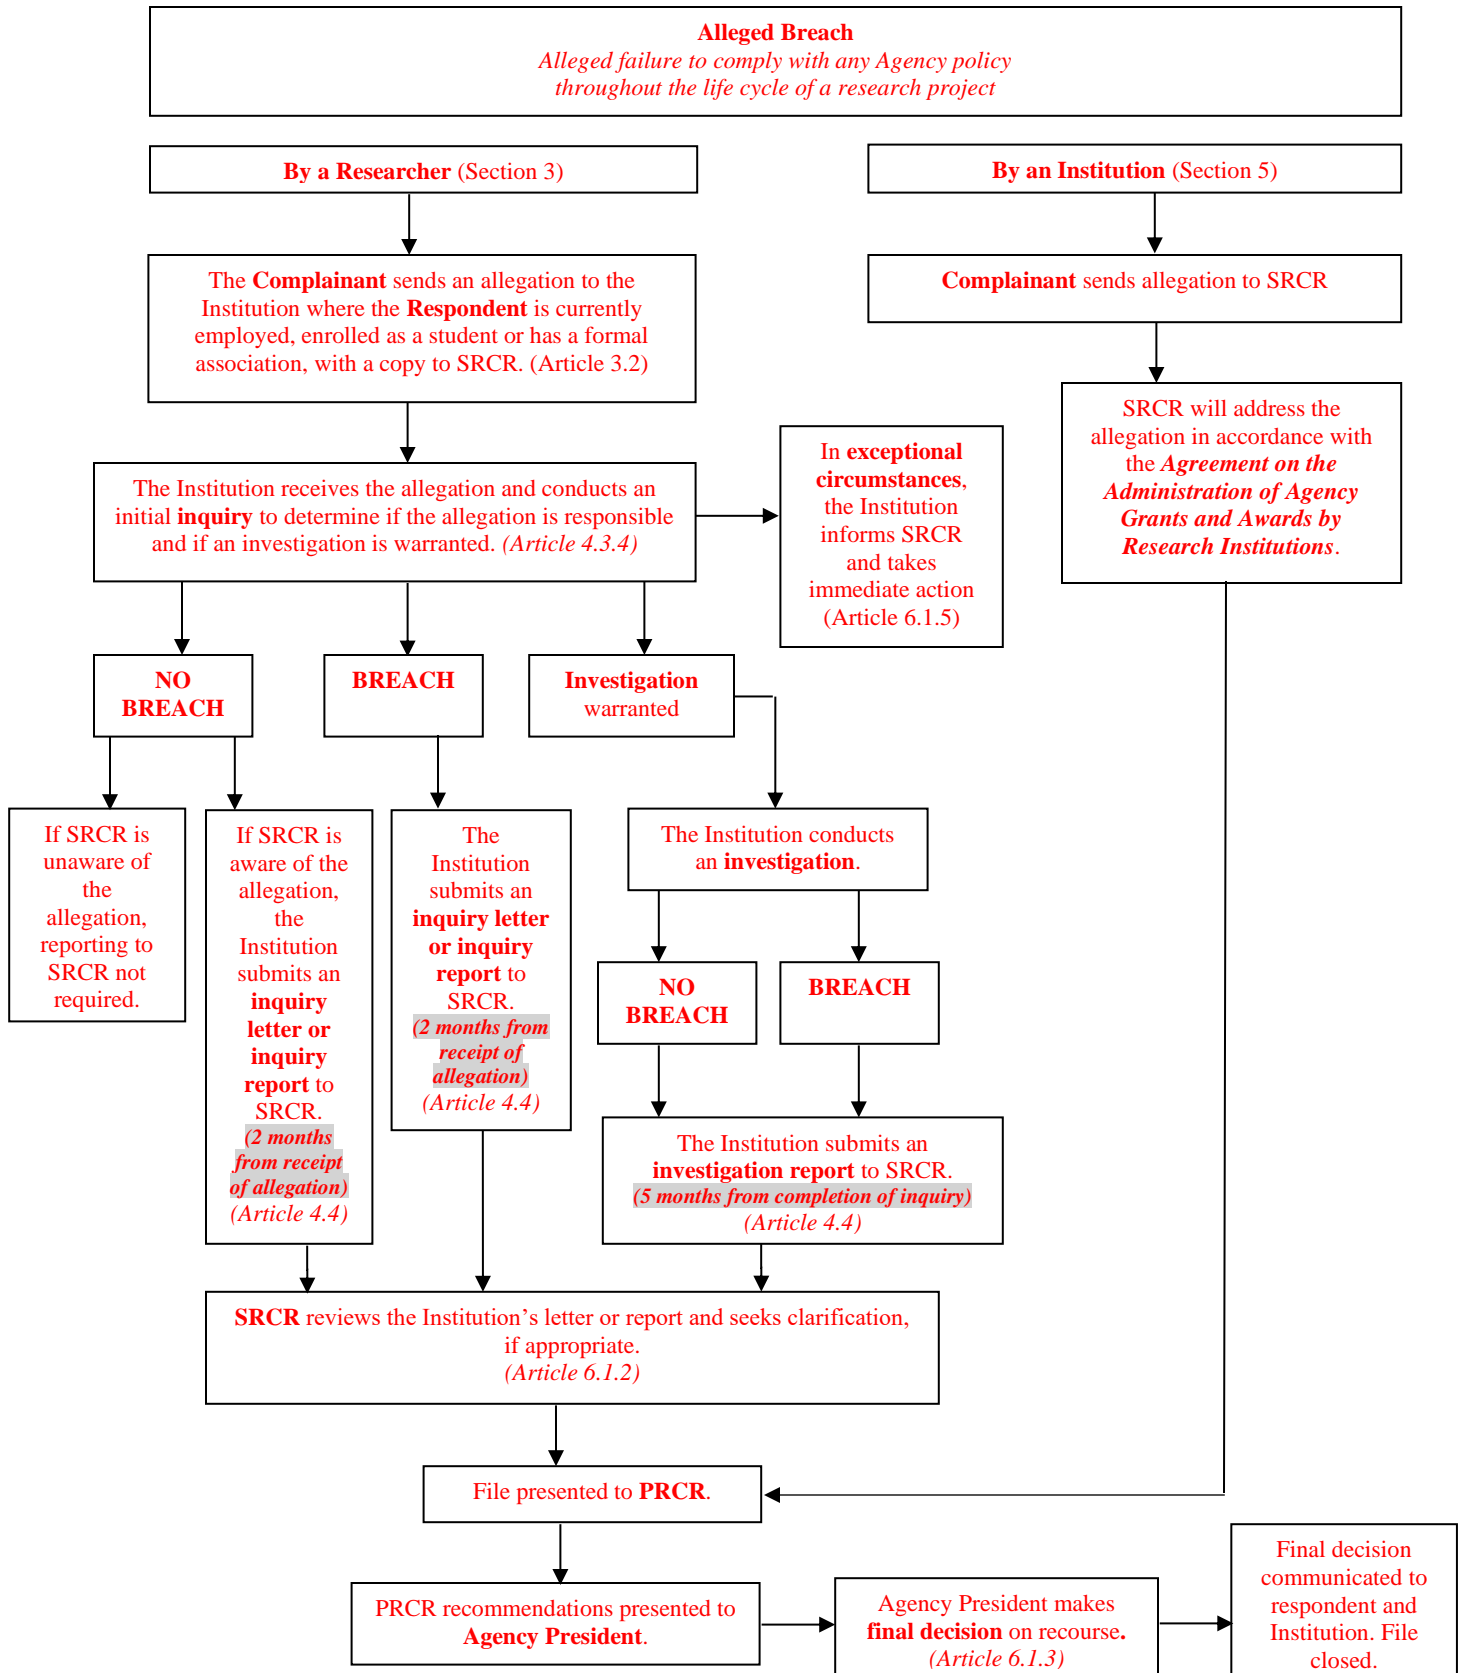 Alleged Breach
Alleged failure to comply with any Agency policy
throughout the life cycle of a research project
By a Researcher (Section 3)
By an Institution (Section 5)
The Complainant sends an allegation to the
Institution where the Respondent is currently
employed, enrolled as a student or has a formal
association, with a copy to SRCR. (Article 3.2)
Complainant sends allegation to SRCR
SRCR will address the
allegation in accordance with
the Agreement on the
Administration of Agency
Grants and Awards by
Research Institutions.
The Institution receives the allegation and conducts an
initial inquiry to determine if the allegation is responsible
and if an investigation is warranted. (Article 4.3.4)
In exceptional
circumstances,
the Institution
informs SRCR
and takes
immediate action
(Article 6.1.5)
NO
BREACH
BREACH
Investigation
warranted
If SRCR is
unaware of
the
allegation,
reporting to
SRCR not
required.
If SRCR is
aware of the
allegation,
the
Institution
submits an
inquiry
letter or
inquiry
report to
SRCR.
(2 months
from receipt
of allegation)
(Article 4.4)
The
Institution
submits an
inquiry letter
or inquiry
report to
SRCR.
(2 months from
receipt of
allegation)
(Article 4.4)
The Institution conducts
an investigation.
NO
BREACH
BREACH
The Institution submits an
investigation report to SRCR.
(5 months from completion of inquiry)
(Article 4.4)
SRCR reviews the Institution’s letter or report and seeks clarification,
if appropriate.
(Article 6.1.2)
File presented to PRCR.
PRCR recommendations presented to
Agency President.
Agency President makes
final decision on recourse.
(Article 6.1.3)
Final decision
communicated to
respondent and
Institution. File
closed.